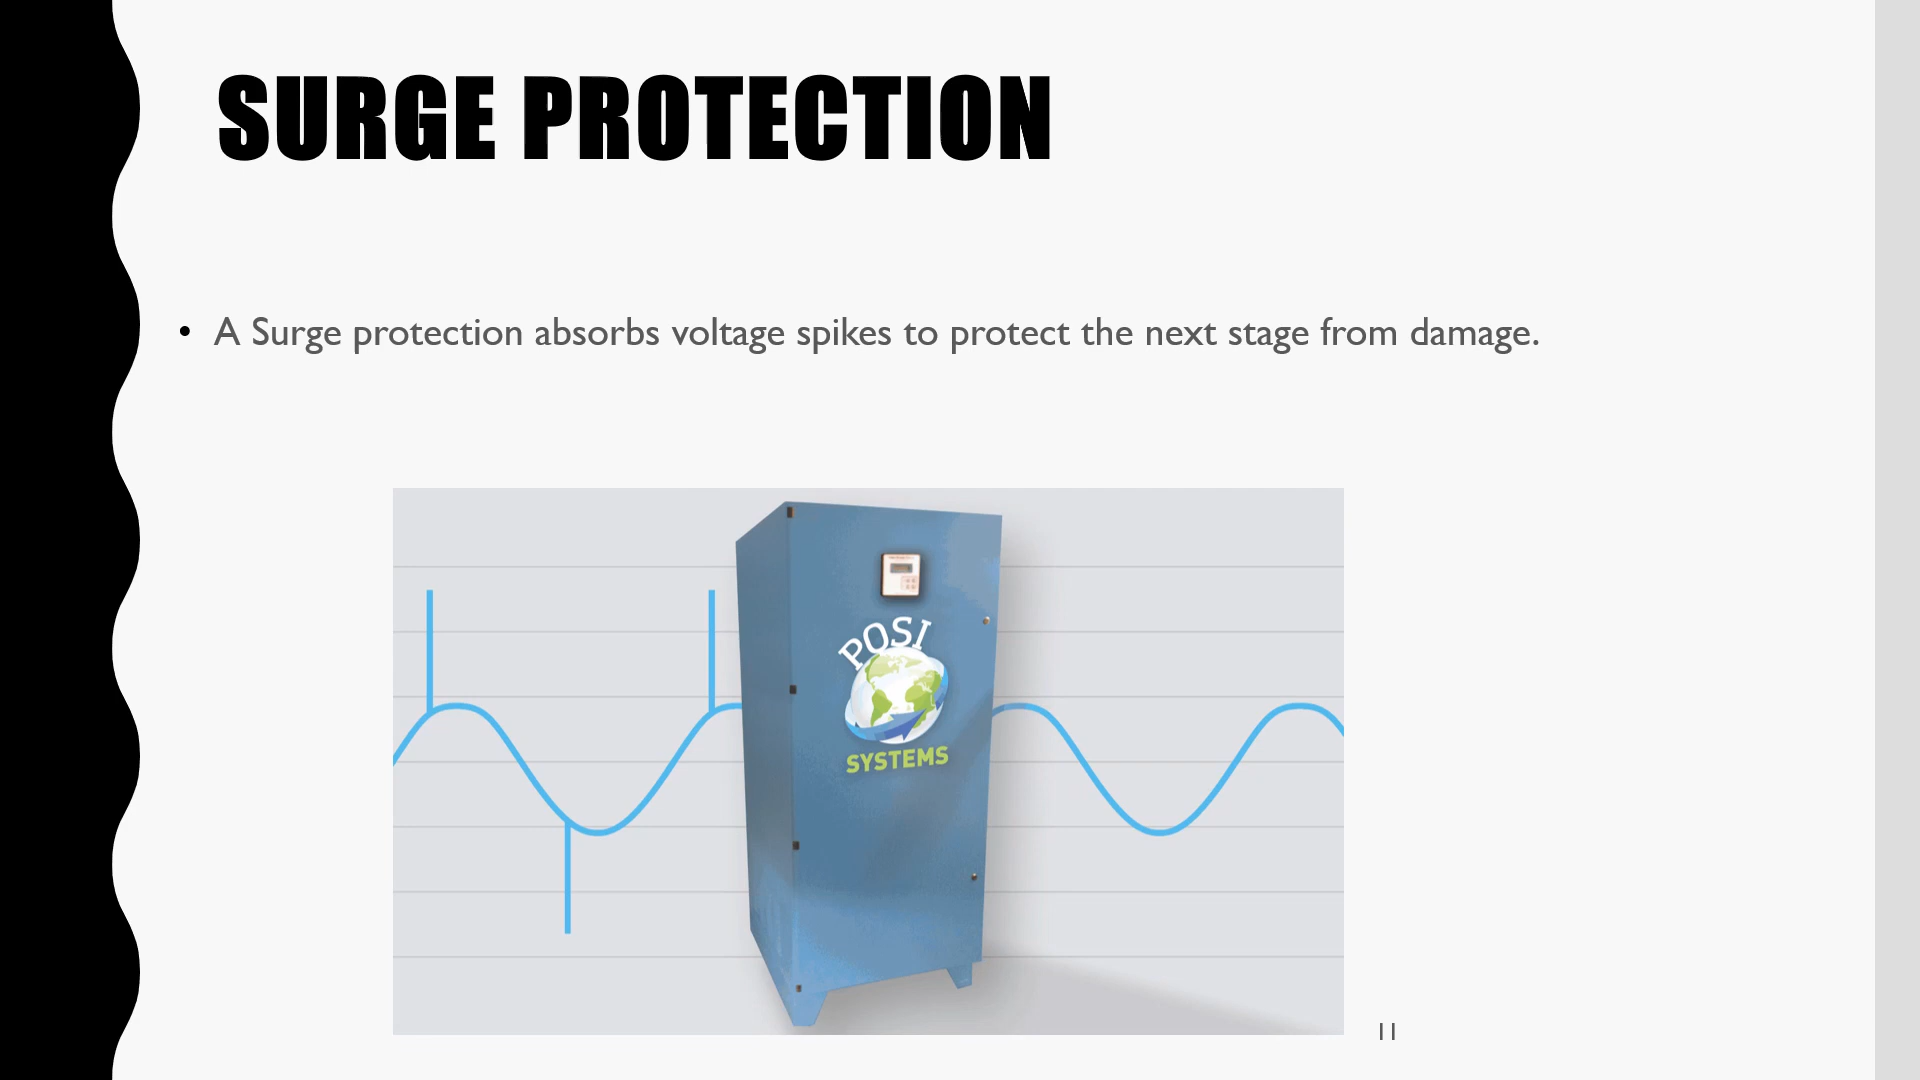 SURGE PROTECTION
• A Surge protection absorbs voltage spikes to protect the next stage from damage.
POSI
SYSTEMS
11